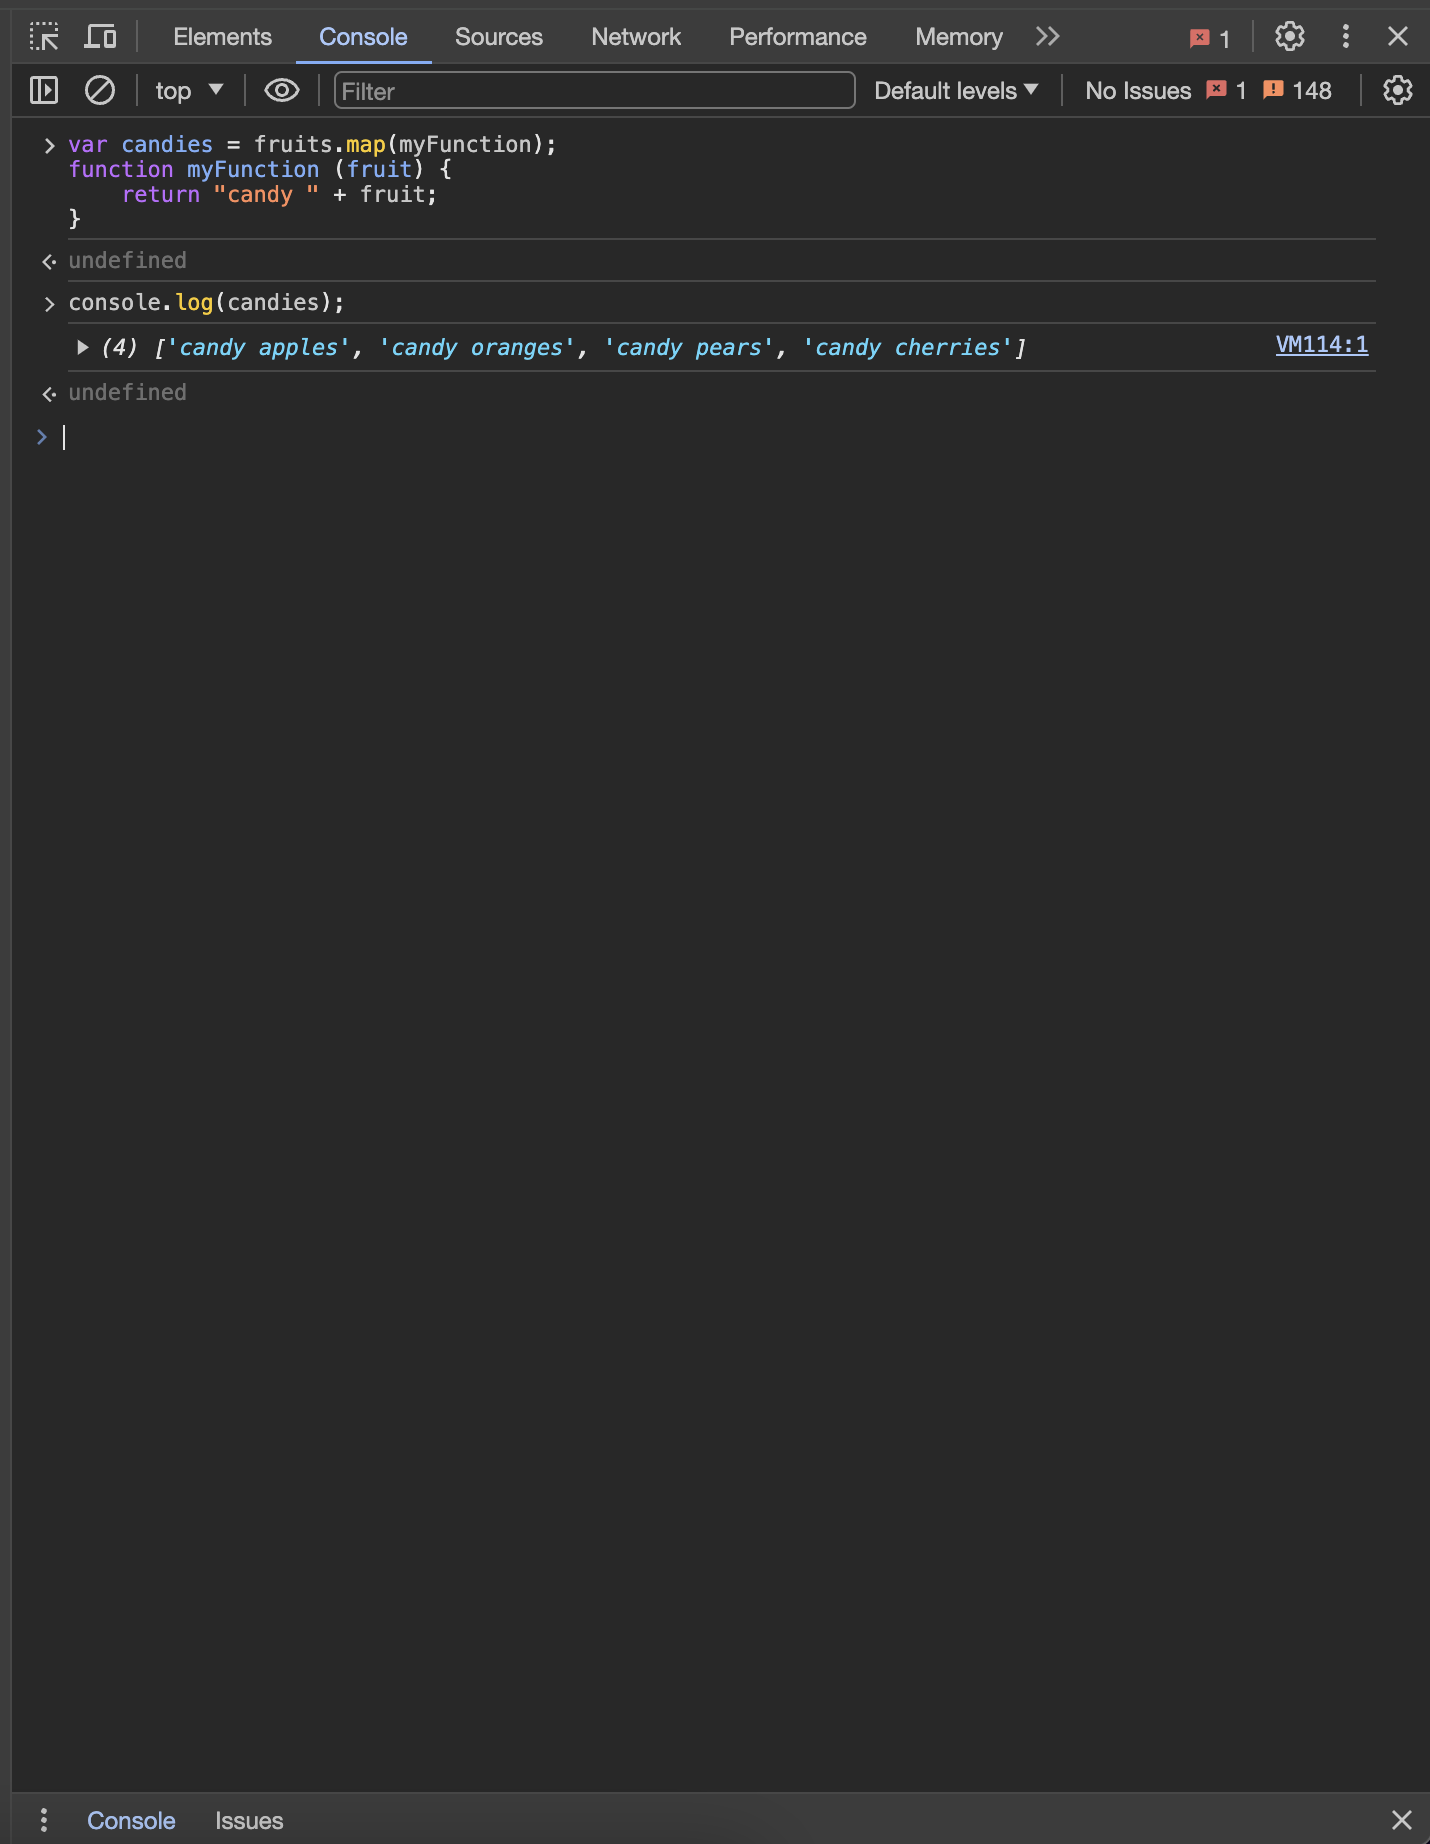 Elements Console Sources Network Performance Memory 1
top Filter Default levels No Issues 1 148
var candies = fruits.map(myFunction);
function myFunction (fruit) {
    return "candy " + fruit;
}
undefined
console.log(candies);
(4) ['candy apples', 'candy oranges', 'candy pears', 'candy cherries'] VM114:1
undefined
Console Issues